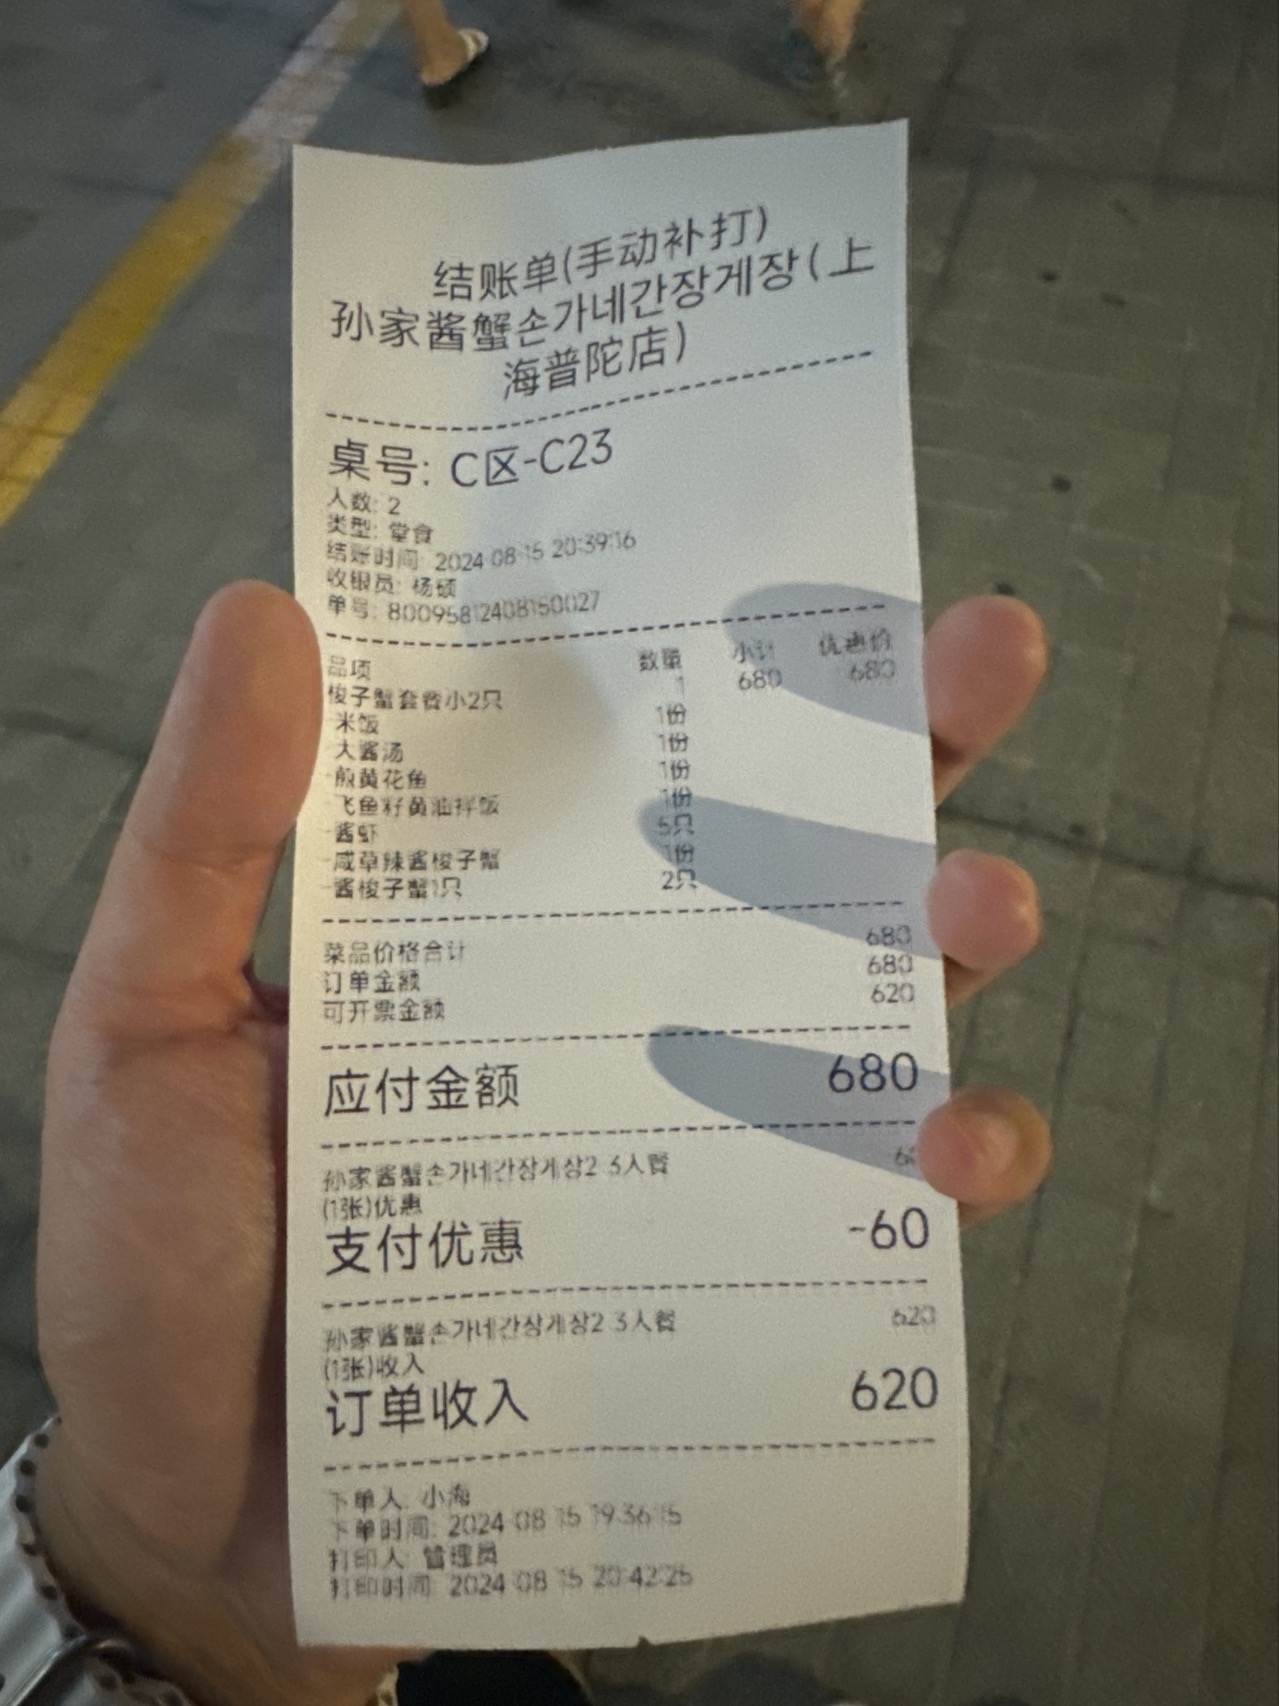 结账单(手动补打)
孙家酱蟹손가네간장게장(上
海普陀店)
桌号: C区-C23
人数: 2
类型: 堂食
结账时间: 2024-08-15 20:39:16
收银员: 杨硕
单号: 80095812408150027
品项 数量 小计 优惠价
梭子蟹套餐小2只 1 680 680
-米饭 1份
-大酱汤 1份
-煎黄花鱼 1份
-飞鱼籽黄油拌饭 1份
-酱虾 5只
-咸草辣酱梭子蟹 1份
-酱梭子蟹1只 2只
菜品价格合计 680
订单金额 680
可开票金额 620
应付金额 680
孙家酱蟹손가네간장게장2-3人餐
(1张)优惠
支付优惠 -60
孙家酱蟹손가네간장게장2-3人餐 620
(1张)收入
订单收入 620
下单人: 小海
下单时间: 2024-08-15 19:36:15
打印人: 管理员
打印时间: 2024-08-15 20:42:25